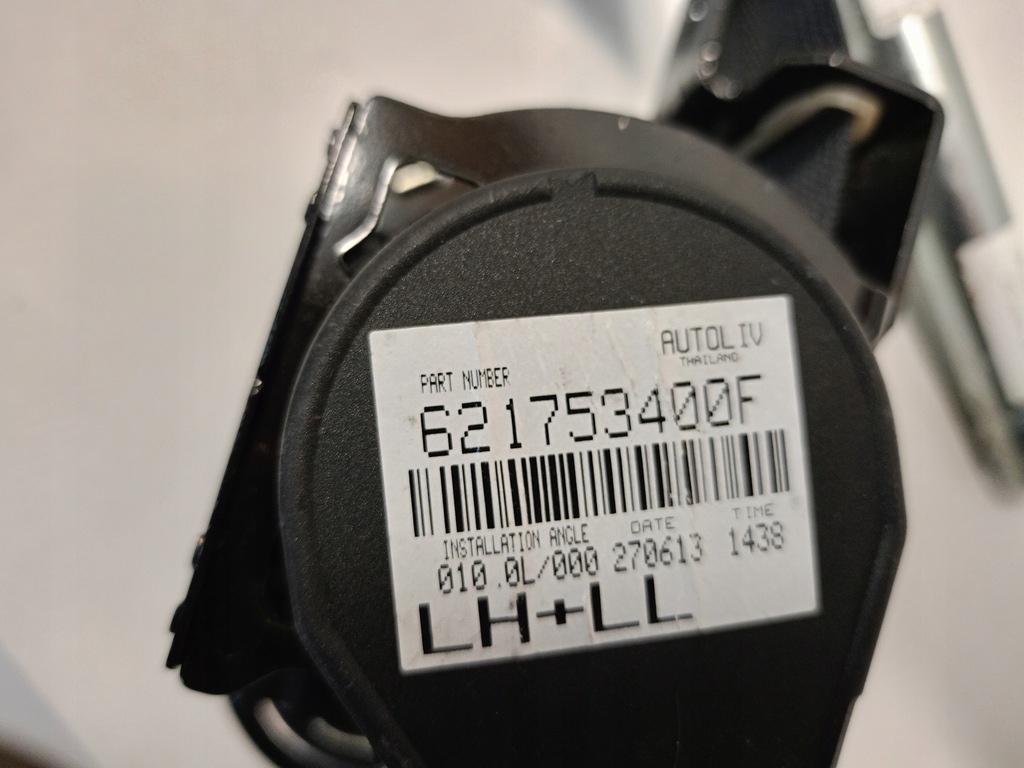 AUTOLIV
THAILAND
PART NUMBER
621753400F
INSTALLATION ANGLE DATE TIME
010.0L/000 270613 1438
LH+LL